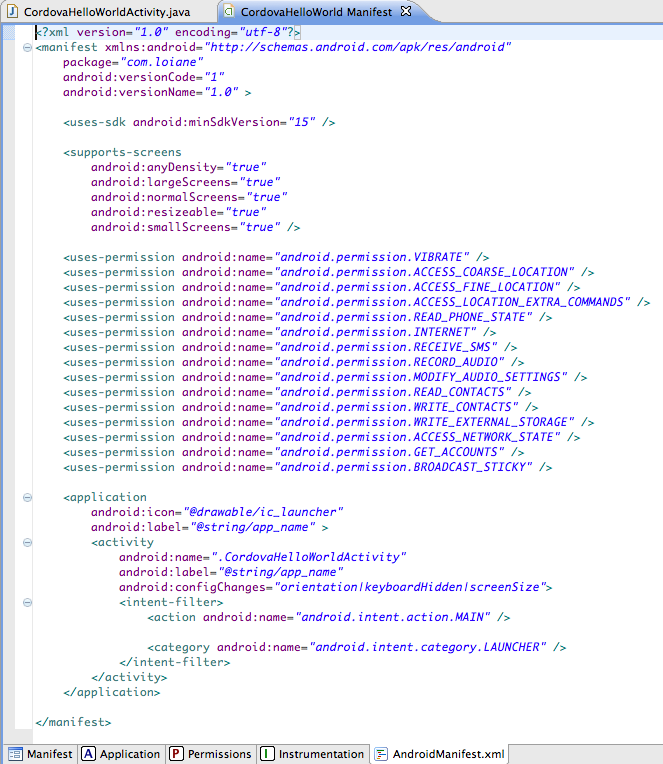 CordovaHelloWorldActivity.java CordovaHelloWorld Manifest
<?xml version="1.0" encoding="utf-8"?>
<manifest xmlns:android="http://schemas.android.com/apk/res/android"
package="com.loiane"
android:versionCode="1"
android:versionName="1.0" >
<uses-sdk android:minSdkVersion="15" />
<supports-screens
android:anyDensity="true"
android:largeScreens="true"
android:normalScreens="true"
android:resizeable="true"
android:smallScreens="true" />
<uses-permission android:name="android.permission.VIBRATE" />
<uses-permission android:name="android.permission.ACCESS_COARSE_LOCATION" />
<uses-permission android:name="android.permission.ACCESS_FINE_LOCATION" />
<uses-permission android:name="android.permission.ACCESS_LOCATION_EXTRA_COMMANDS" />
<uses-permission android:name="android.permission.READ_PHONE_STATE" />
<uses-permission android:name="android.permission.INTERNET" />
<uses-permission android:name="android.permission.RECEIVE_SMS" />
<uses-permission android:name="android.permission.RECORD_AUDIO" />
<uses-permission android:name="android.permission.MODIFY_AUDIO_SETTINGS" />
<uses-permission android:name="android.permission.READ_CONTACTS" />
<uses-permission android:name="android.permission.WRITE_CONTACTS" />
<uses-permission android:name="android.permission.WRITE_EXTERNAL_STORAGE" />
<uses-permission android:name="android.permission.ACCESS_NETWORK_STATE" />
<uses-permission android:name="android.permission.GET_ACCOUNTS" />
<uses-permission android:name="android.permission.BROADCAST_STICKY" />
<application
android:icon="@drawable/ic_launcher"
android:label="@string/app_name" >
<activity
android:name=".CordovaHelloWorldActivity"
android:label="@string/app_name"
android:configChanges="orientation|keyboardHidden|screenSize">
<intent-filter>
<action android:name="android.intent.action.MAIN" />
<category android:name="android.intent.category.LAUNCHER" />
</intent-filter>
</activity>
</application>
</manifest>
Manifest A Application P Permissions I Instrumentation AndroidManifest.xml